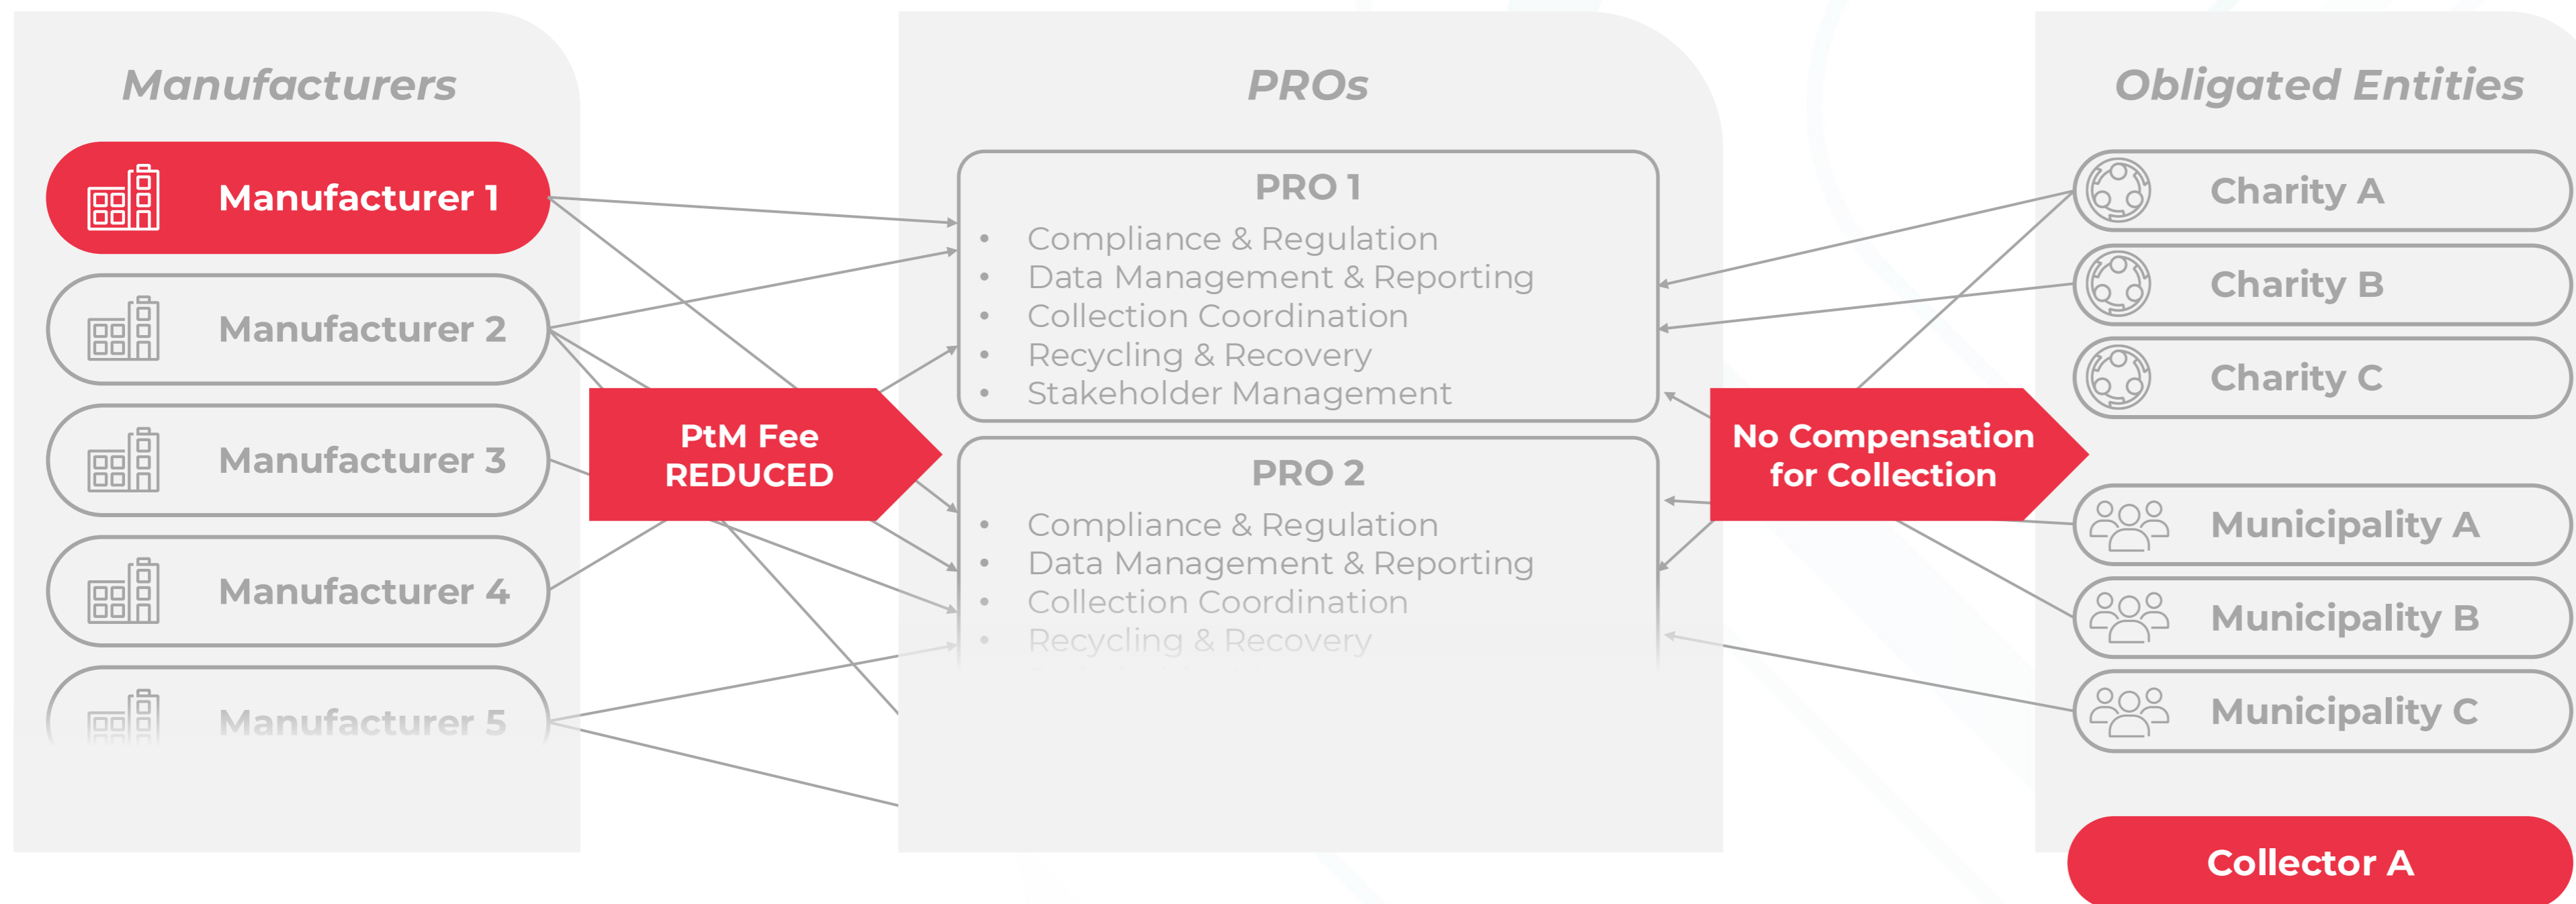 Manufacturers
Manufacturer 1
Manufacturer 2
Manufacturer 3
Manufacturer 4
Manufacturer 5
PtM Fee
REDUCED
PROs
PRO 1
• Compliance & Regulation
• Data Management & Reporting
• Collection Coordination
• Recycling & Recovery
• Stakeholder Management
PRO 2
• Compliance & Regulation
• Data Management & Reporting
• Collection Coordination
• Recycling & Recovery
No Compensation
for Collection
Obligated Entities
Charity A
Charity B
Charity C
Municipality A
Municipality B
Municipality C
Collector A